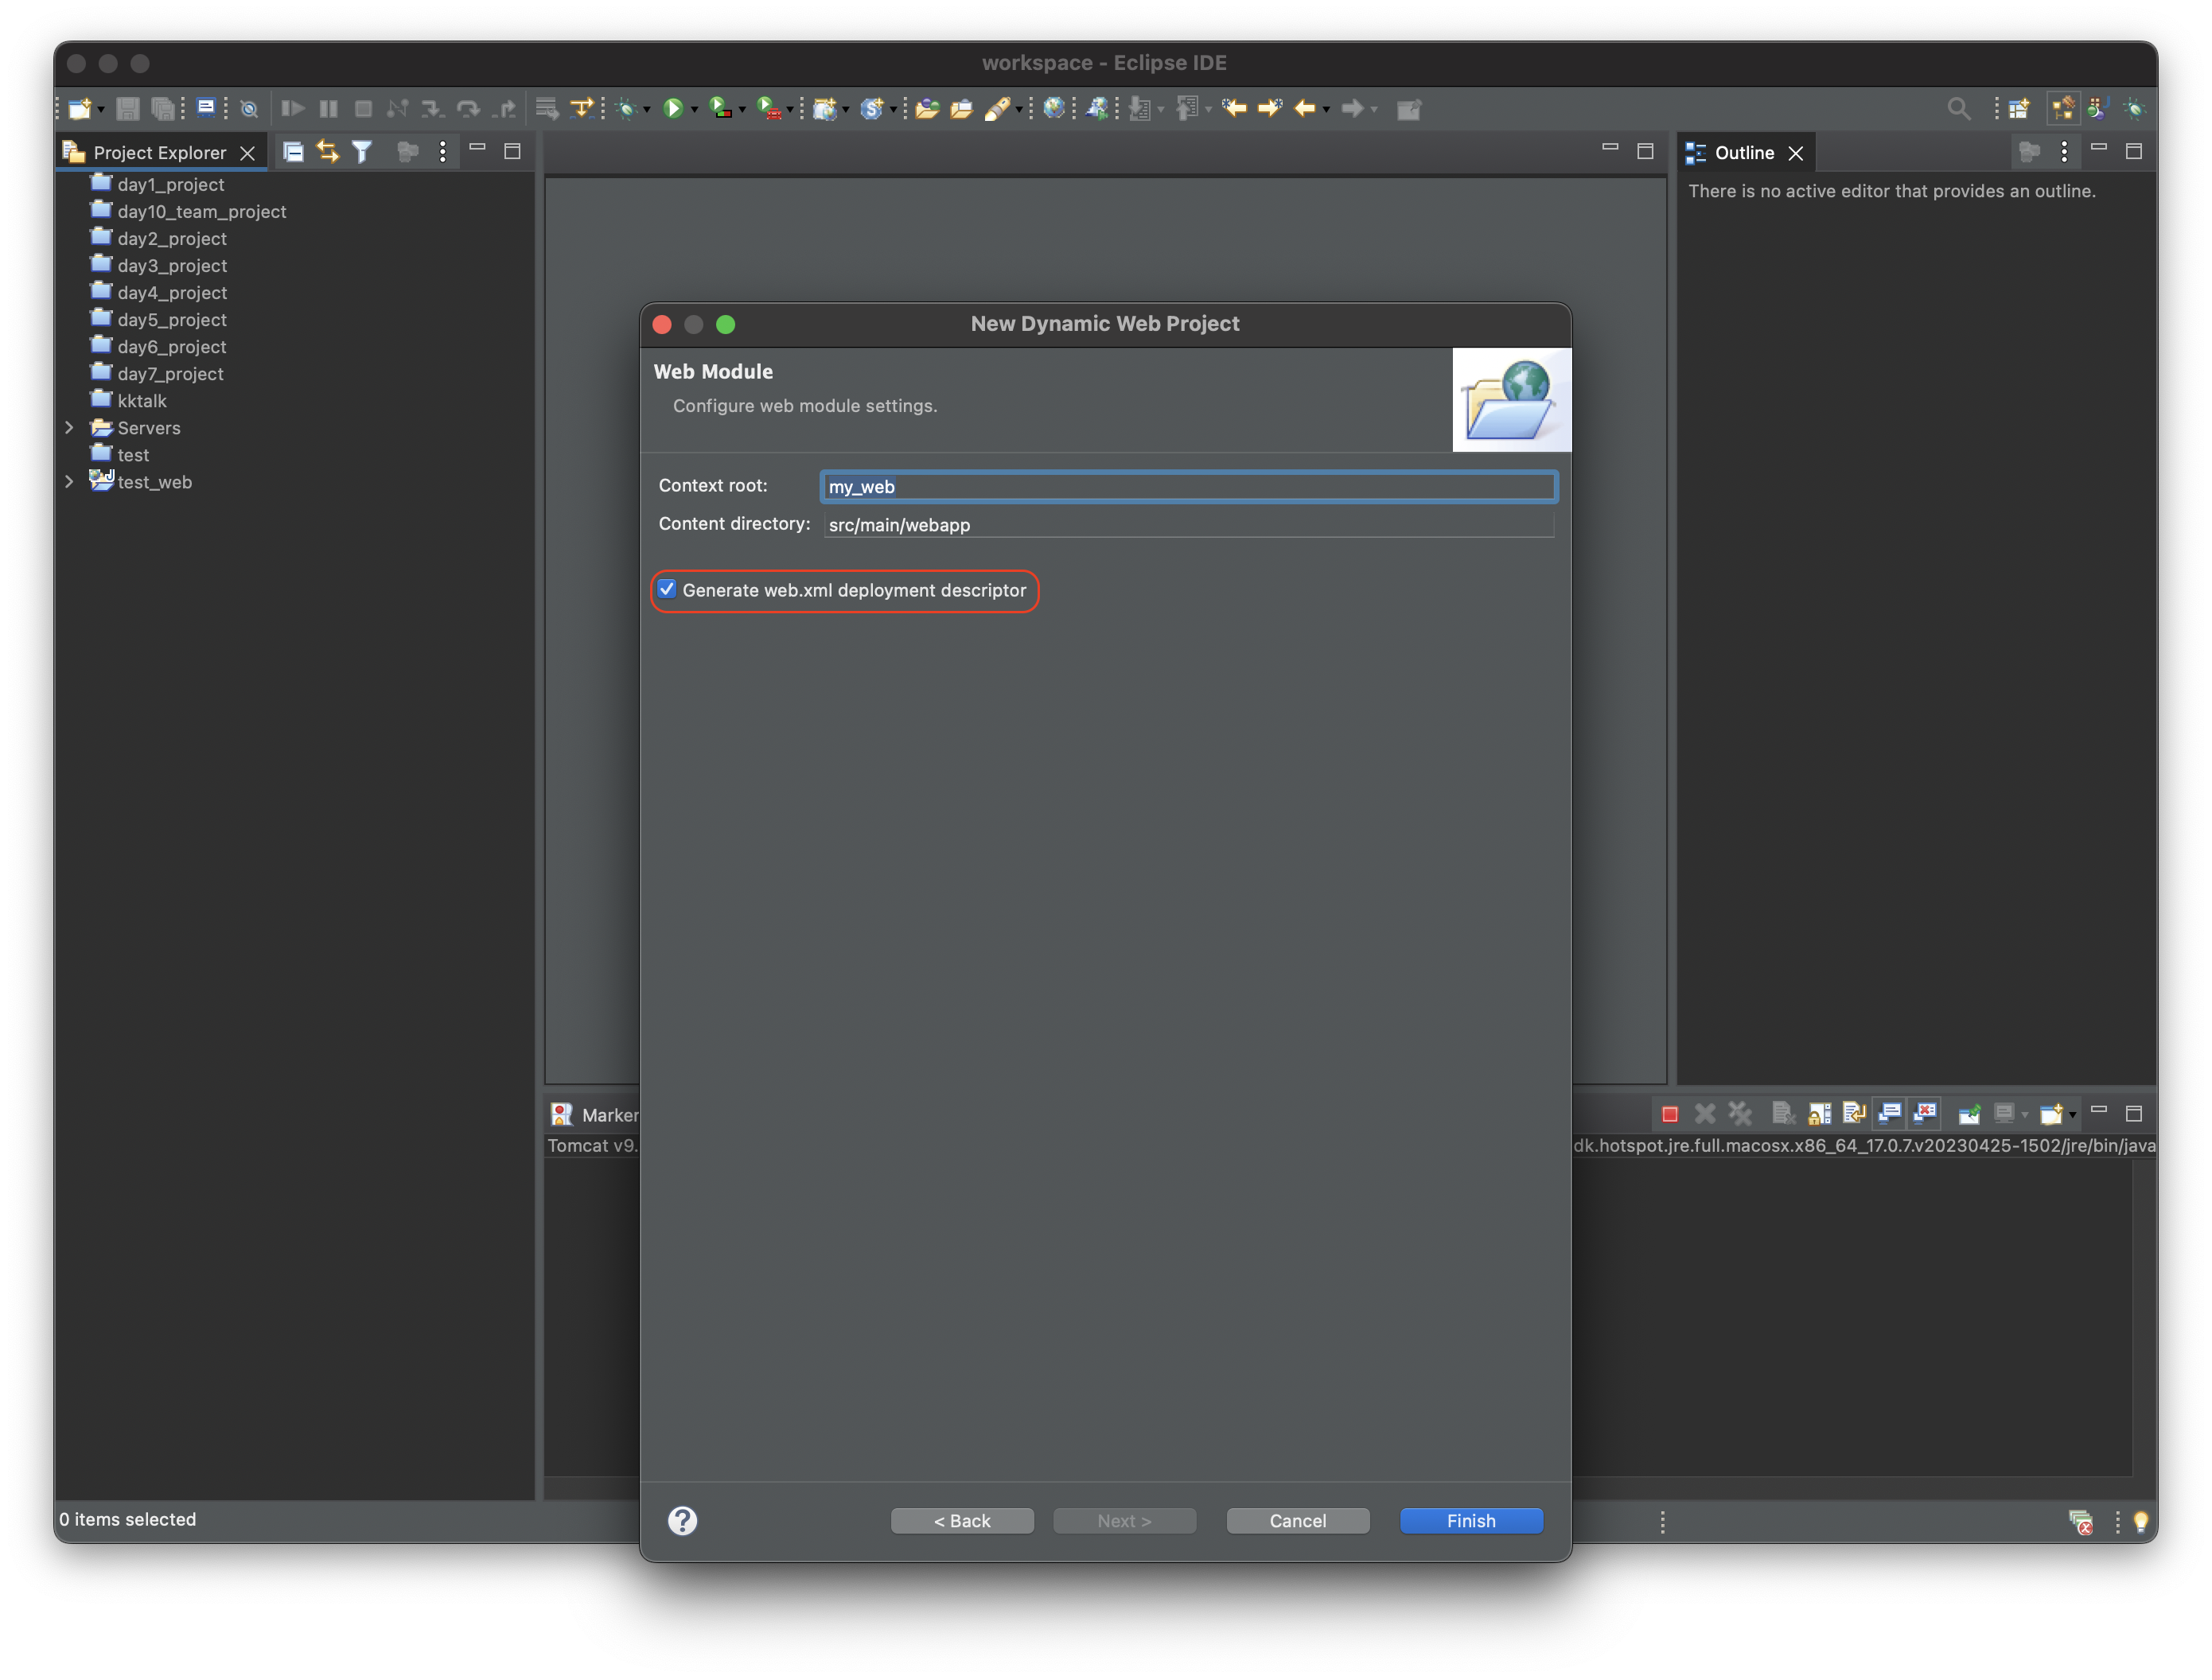 workspace - Eclipse IDE
Project Explorer
day1_project
day10_team_project
day2_project
day3_project
day4_project
day5_project
day6_project
day7_project
kktalk
Servers
test
test_web
Outline
There is no active editor that provides an outline.
New Dynamic Web Project
Web Module
Configure web module settings.
Context root: my_web
Content directory: src/main/webapp
Generate web.xml deployment descriptor
Marker
Tomcat v9.
dk.hotspot.jre.full.macosx.x86_64_17.0.7.v20230425-1502/jre/bin/java
? < Back Next > Cancel Finish
0 items selected